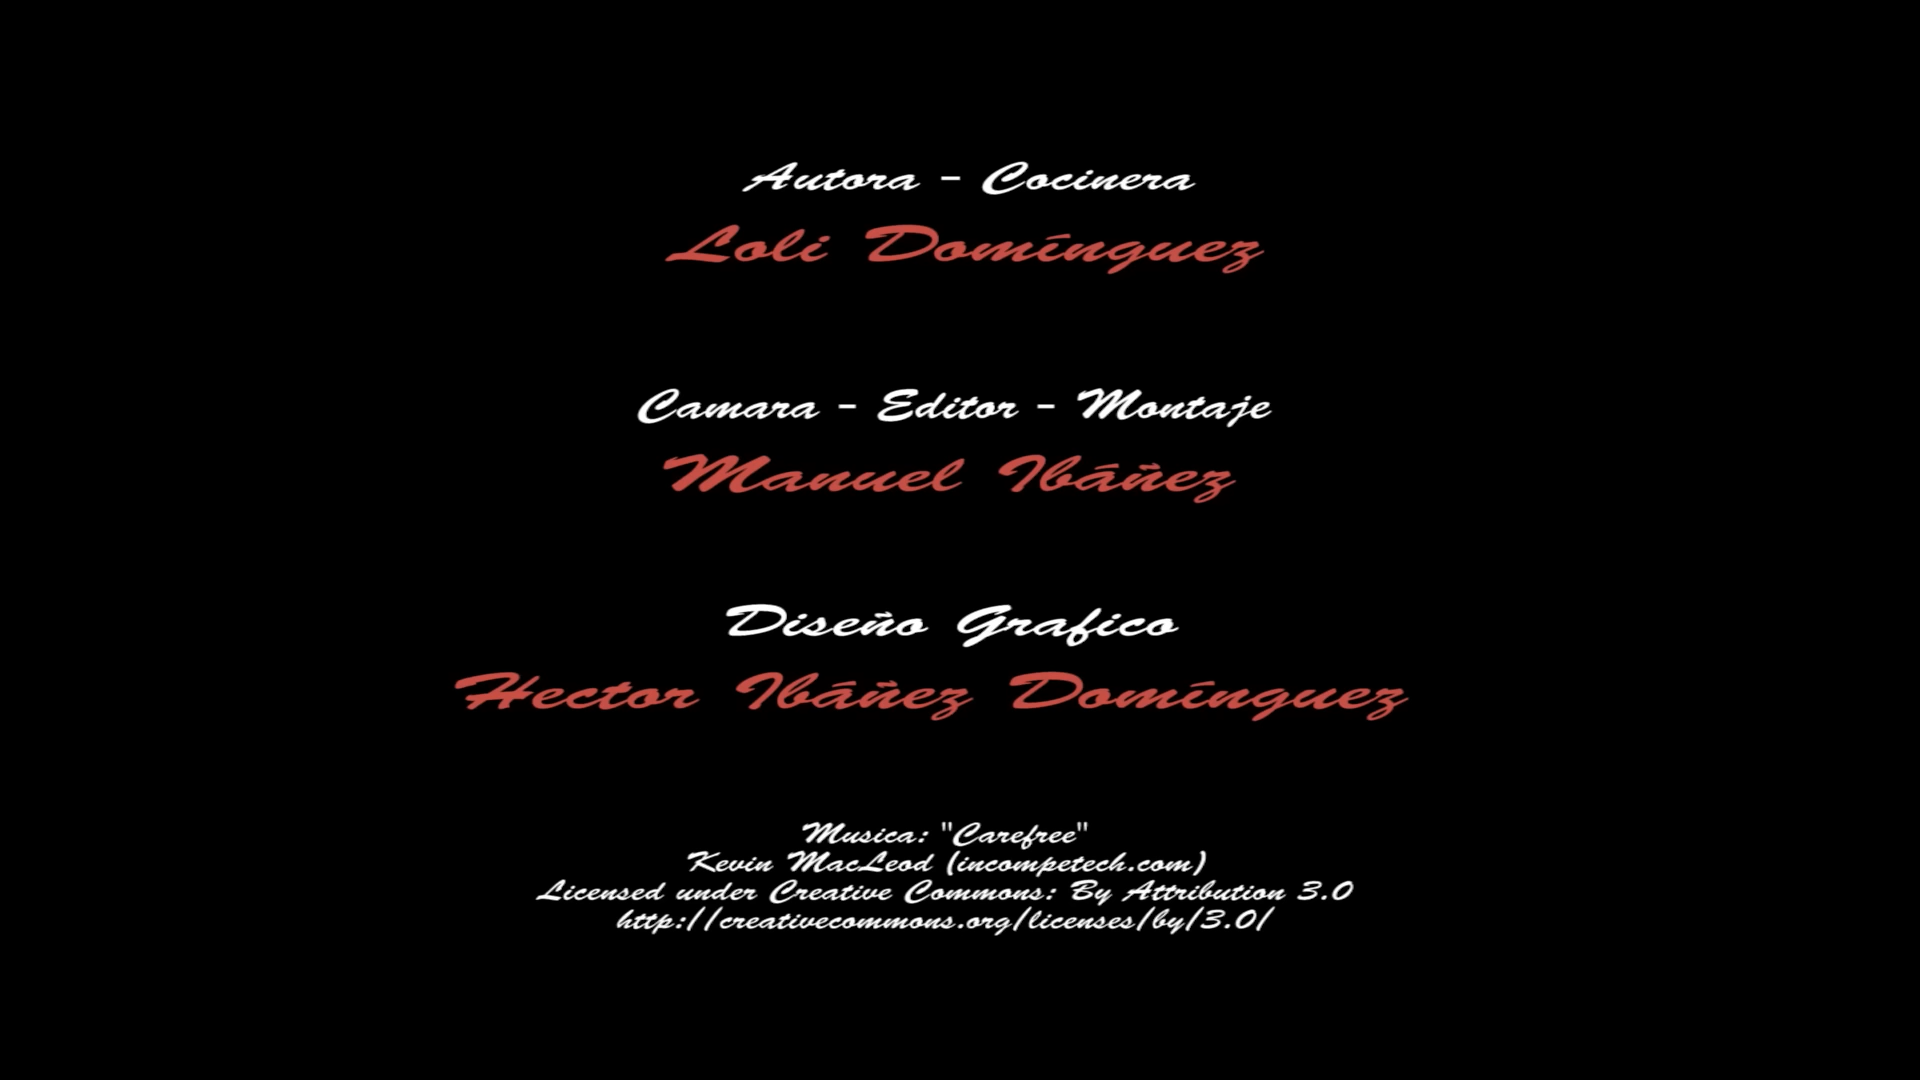 Autora - Cocinera
Loli Domínguez
Camara - Editor - Montaje
Manuel Ibáñez
Diseño Grafico
Hector Ibáñez Domínguez
Musica: "Carefree"
Kevin MacLeod (incompetech.com)
Licensed under Creative Commons: By Attribution 3.0
http://creativecommons.org/licenses/by/3.0/